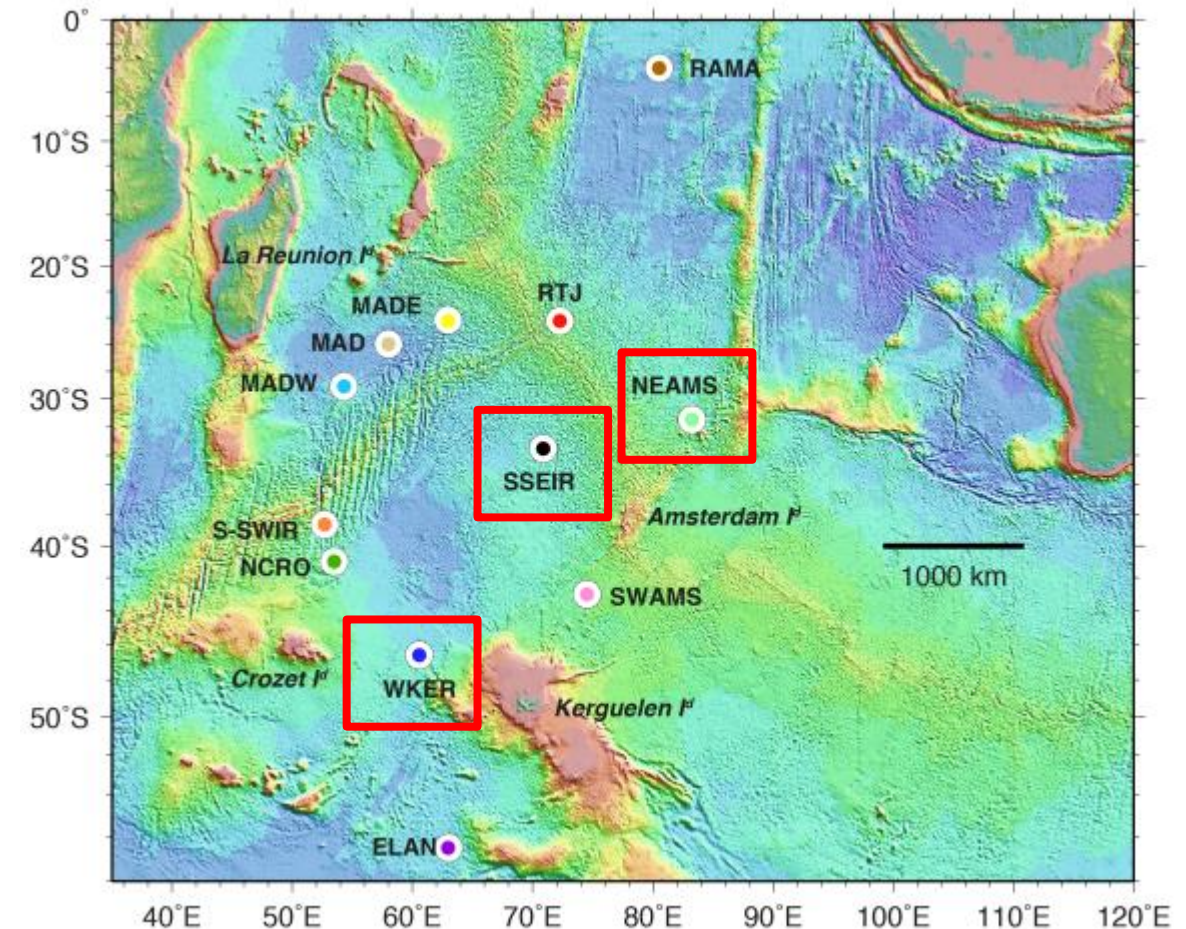 0˚
RAMA
10˚S
La Reunion Iᵈ
20˚S
MADE
RTJ
MAD
MADW
NEAMS
30˚S
SSEIR
Amsterdam Iᵈ
S-SWIR
40˚S
NCRO
1000 km
SWAMS
Crozet Iᵈ
WKER
Kerguelen Iᵈ
50˚S
ELAN
40˚E 50˚E 60˚E 70˚E 80˚E 90˚E 100˚E 110˚E 120˚E